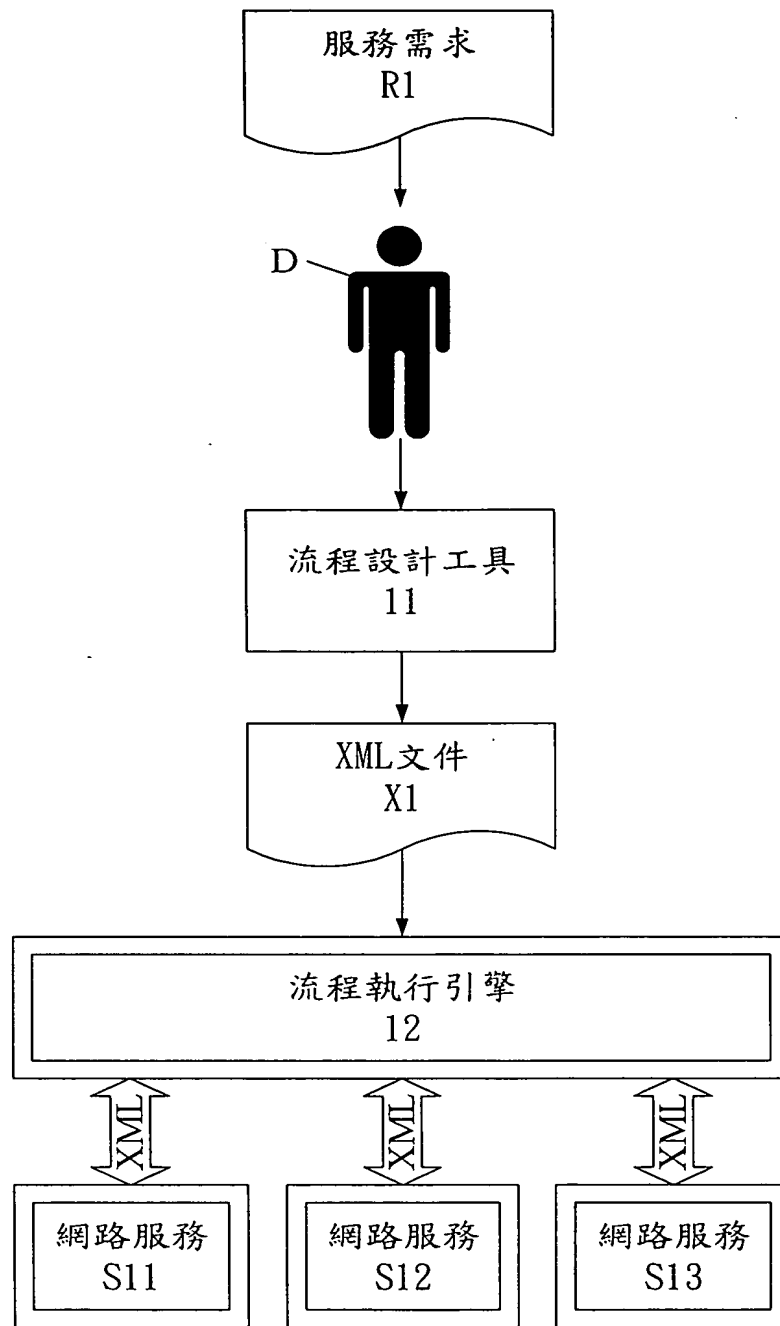 服務需求
R1
D
流程設計工具
11
XML文件
X1
流程執行引擎
12
XML
XML
XML
網路服務
S11
網路服務
S12
網路服務
S13